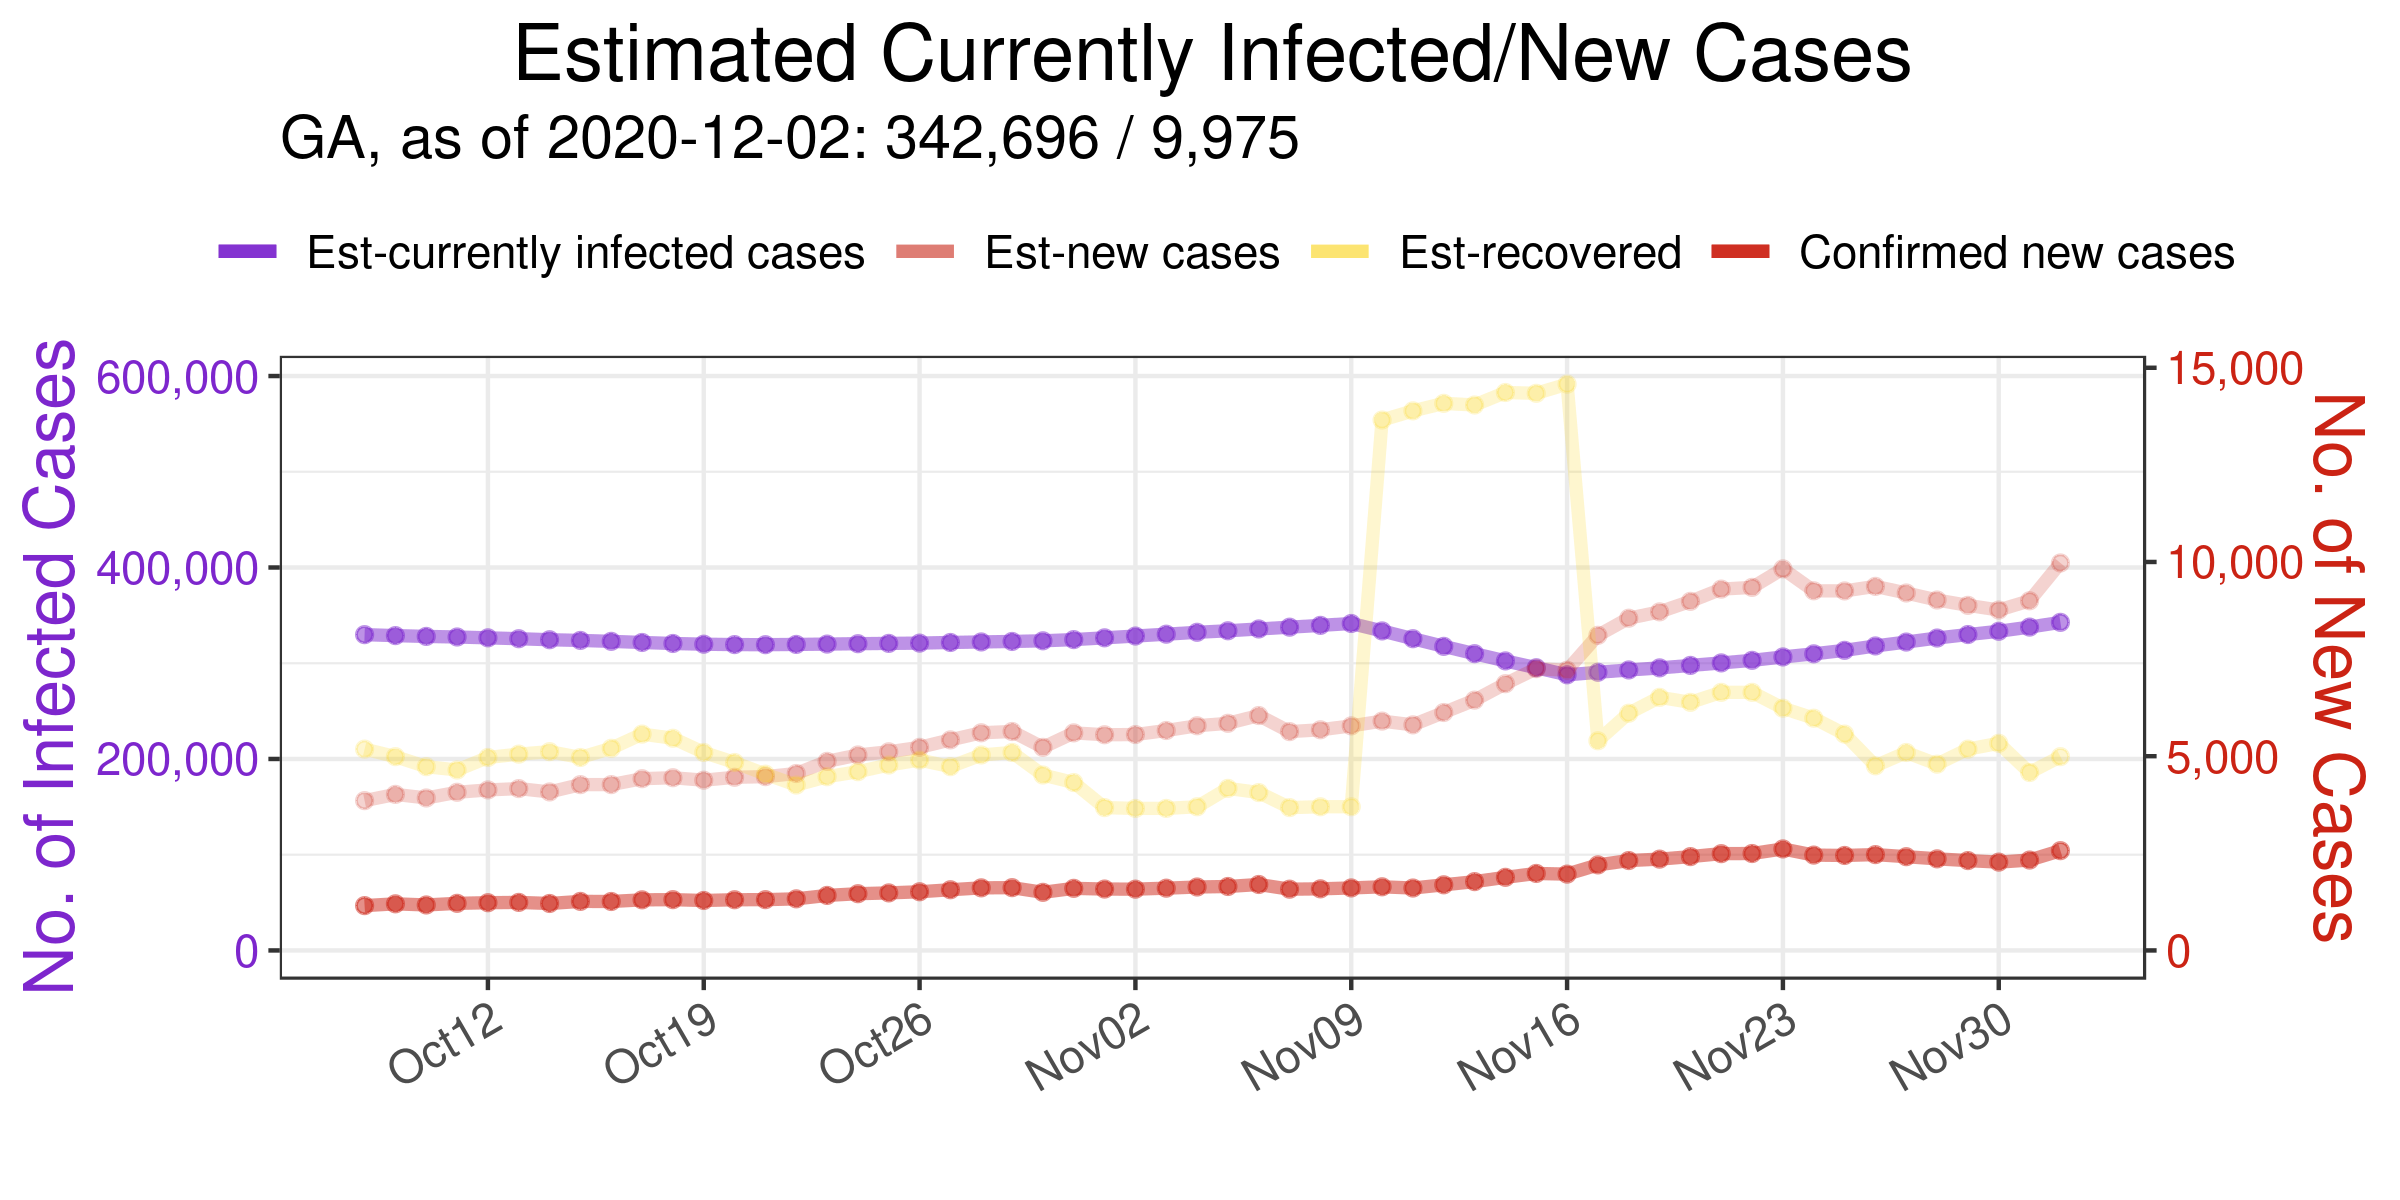 Estimated Currently Infected/New Cases
GA, as of 2020-12-02: 342,696 / 9,975
Est-currently infected cases Est-new cases Est-recovered Confirmed new cases
No. of Infected Cases
600,000
400,000
200,000
0
15,000
10,000
5,000
0
No. of New Cases
Oct12 Oct19 Oct26 Nov02 Nov09 Nov16 Nov23 Nov30